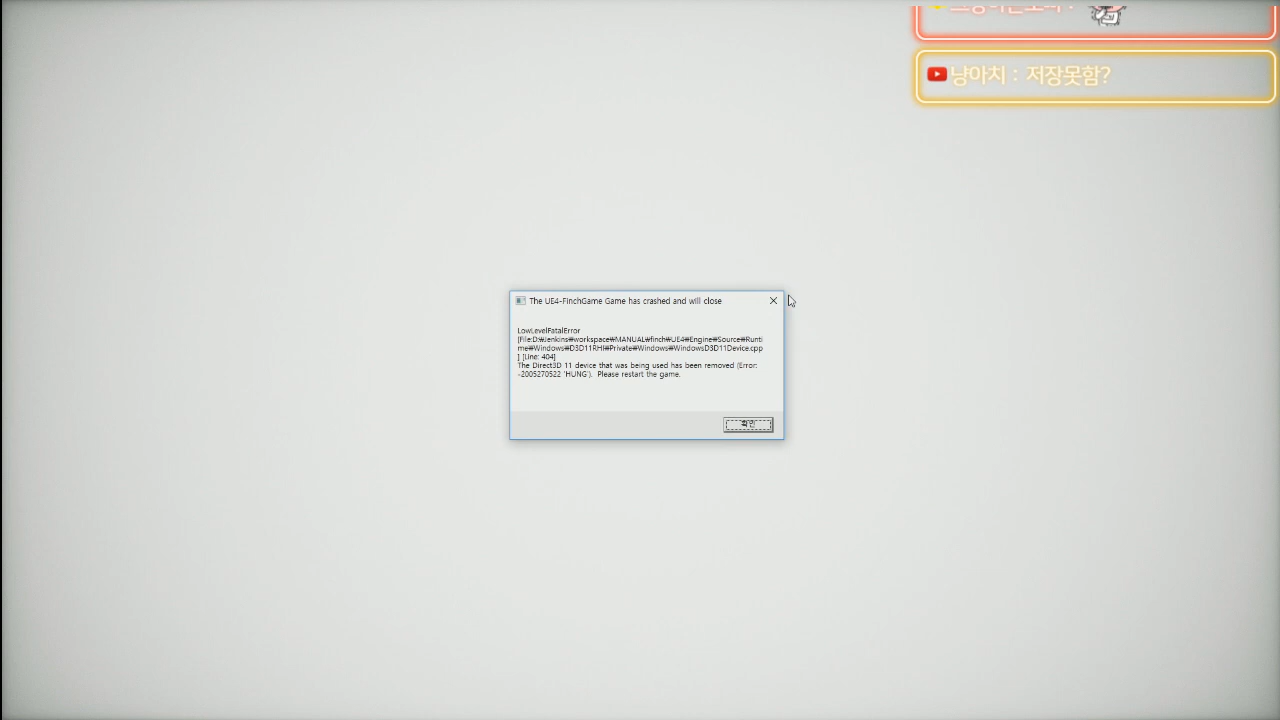 냥아치 : 저장못함?
The UE4-FinchGame Game has crashed and will close
LowLevelFatalError
[File:D:₩Jenkins₩workspace₩MANUAL₩finch₩UE4₩Engine₩Source₩Runti
me₩Windows₩D3D11RHI₩Private₩Windows₩WindowsD3D11Device.cpp
] [Line: 404]
The Direct3D 11 device that was being used has been removed (Error:
-2005270522 'HUNG').  Please restart the game.
확인